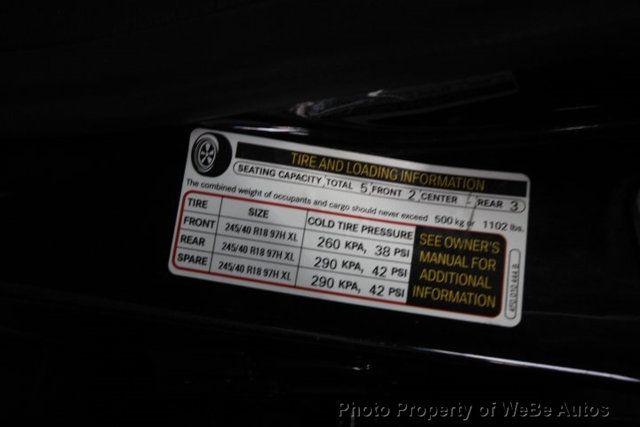 TIRE AND LOADING INFORMATION
SEATING CAPACITY TOTAL 5 FRONT 2 CENTER - REAR 3
The combined weight of occupants and cargo should never exceed 500 kg or 1102 lbs.
TIRE SIZE COLD TIRE PRESSURE
FRONT 245/40 R18 97H XL 260 KPA, 38 PSI
REAR 245/40 R18 97H XL 290 KPA, 42 PSI
SPARE 245/40 R18 97H XL 290 KPA, 42 PSI
SEE OWNER'S
MANUAL FOR
ADDITIONAL
INFORMATION
Photo Property of WeBe Autos